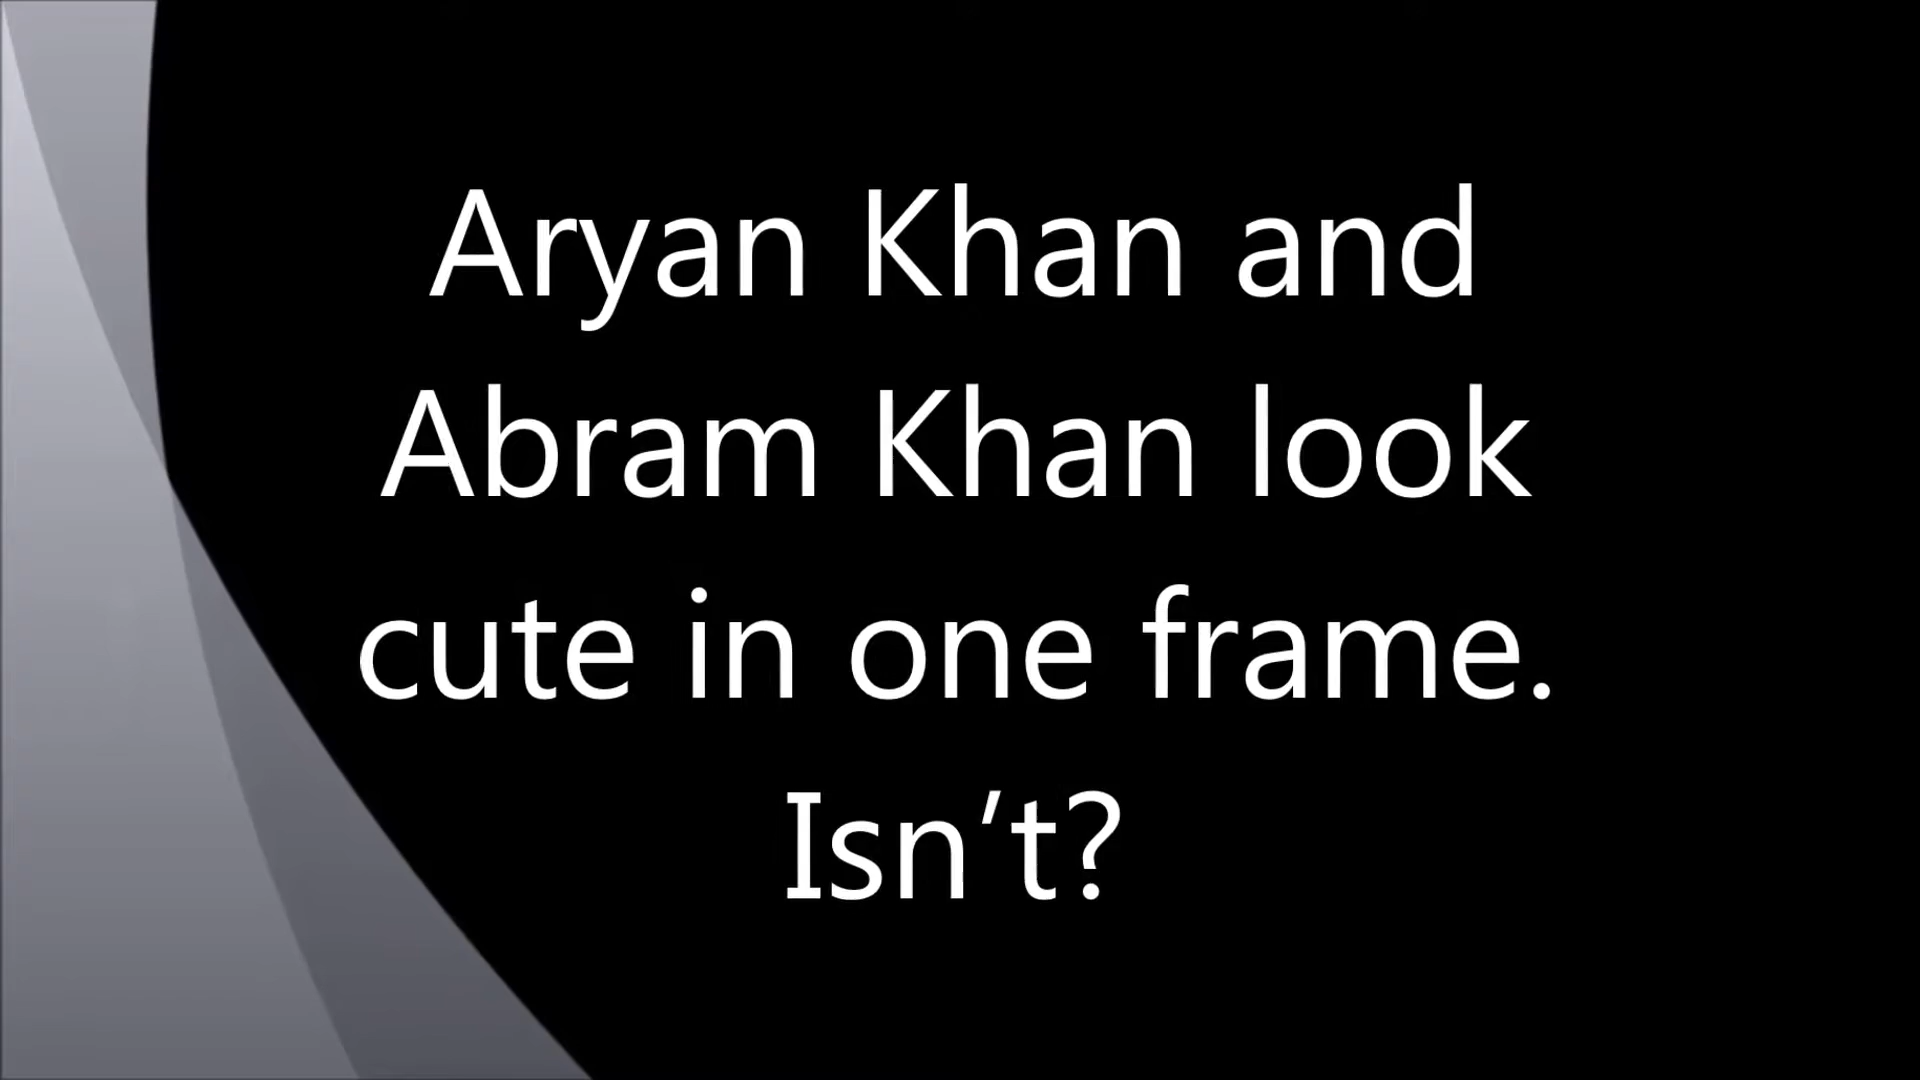 Aryan Khan and
Abram Khan look
cute in one frame.
Isn’t?